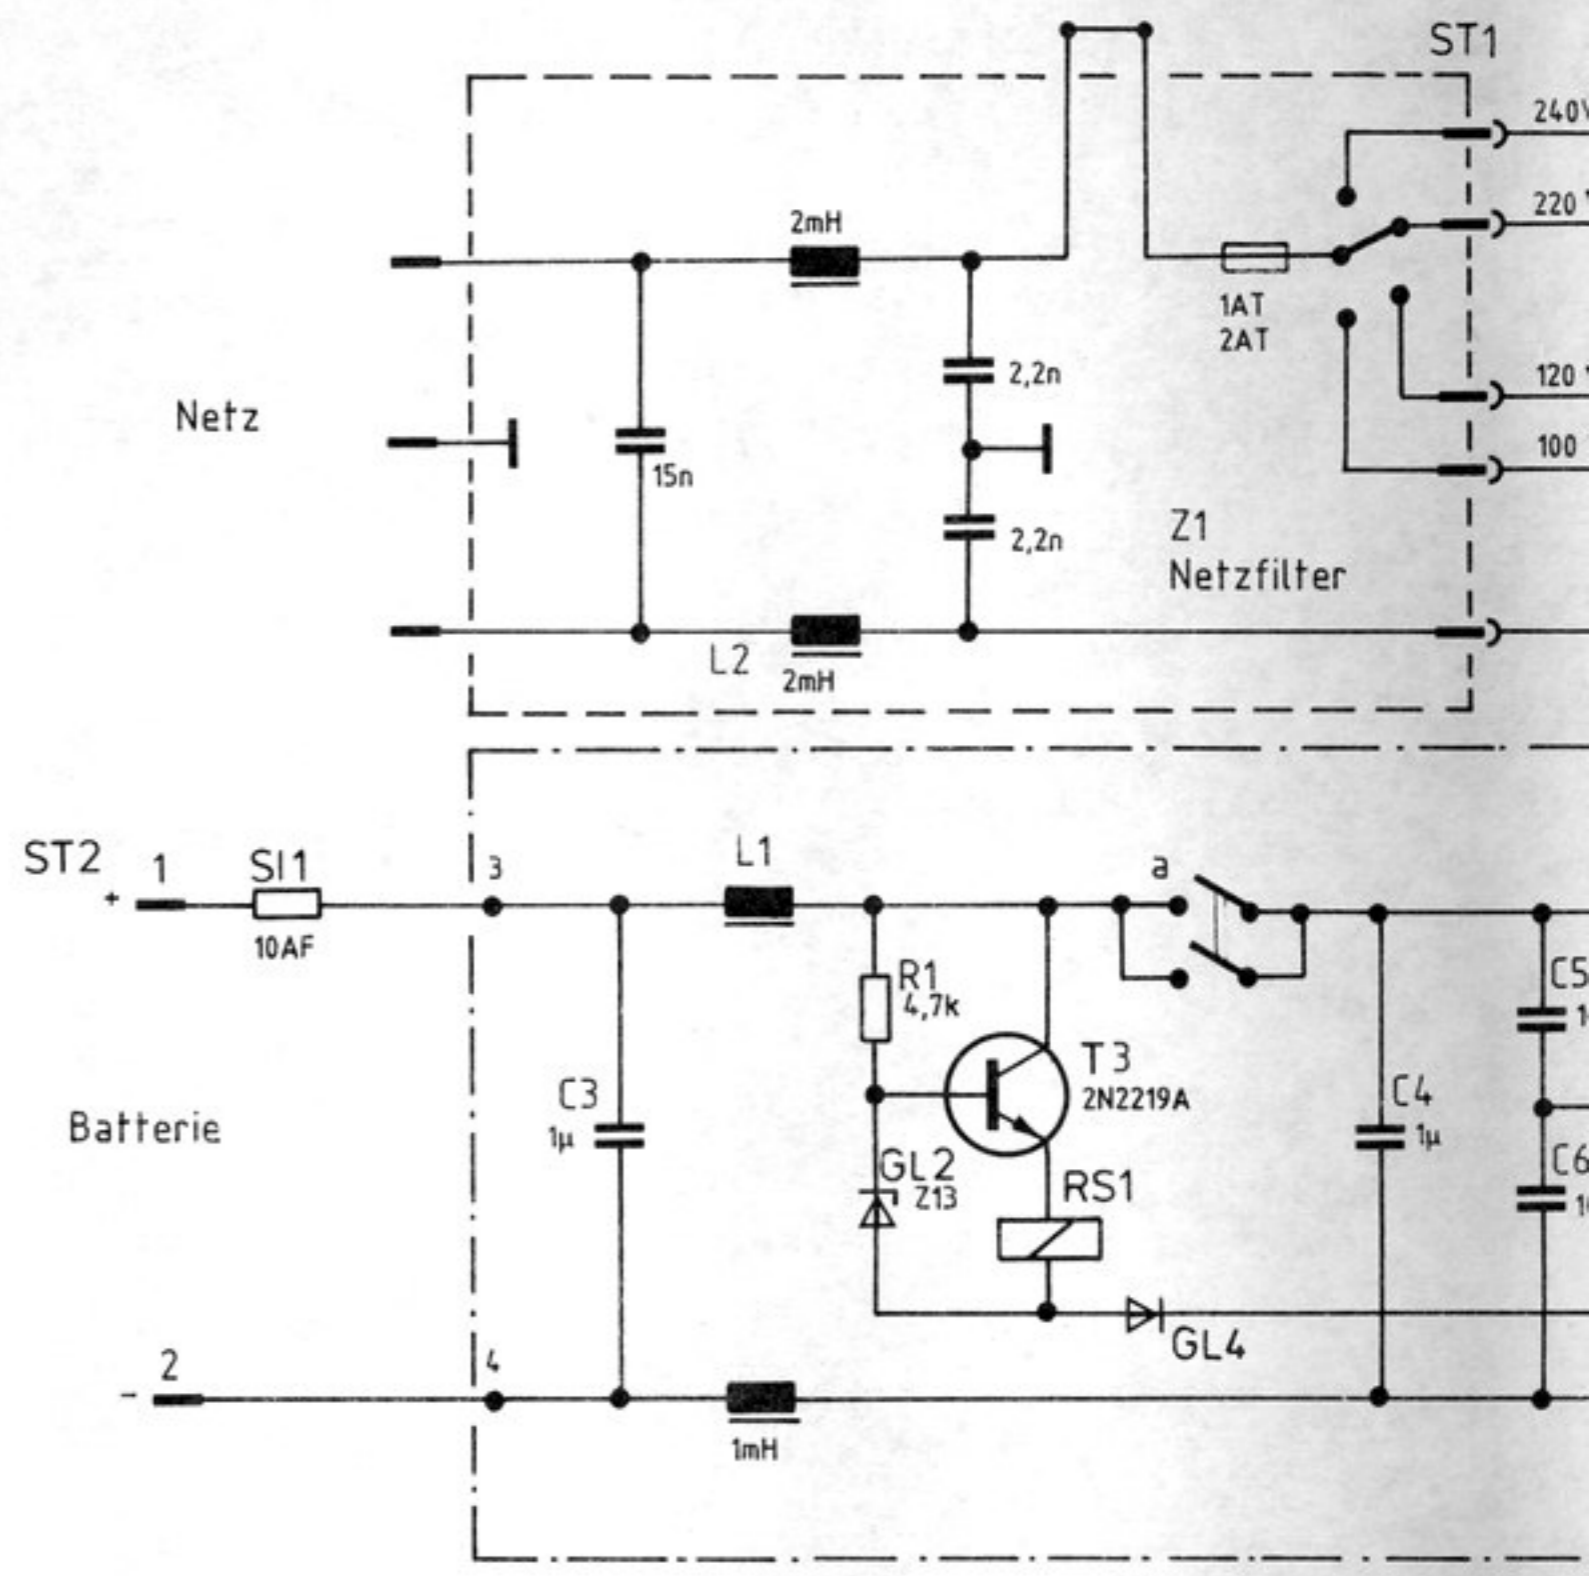 ST1
240V
220 V
2mH
1AT
2AT
2,2n
120
100
Netz
15n
2,2n
Z1
Netzfilter
L2
2mH
ST2
+
1
SI1
10AF
3
L1
a
R1
4,7k
C5
T3
2N2219A
C3
1µ
C4
1µ
Batterie
GL2
Z13
RS1
C6
GL4
-
2
4
1mH